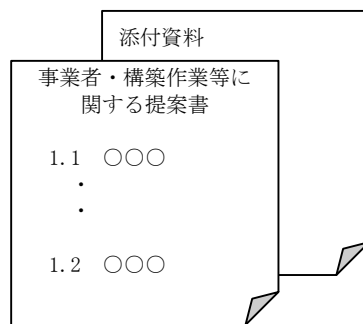 添付資料
事業者・構築作業等に
関する提案書
1.1 ○○○
・
・
1.2 ○○○